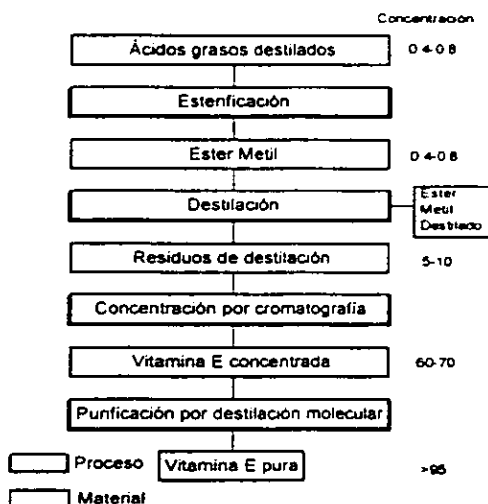 Concentración
Ácidos grasos destilados 0 4-0 8
Estenficación
Ester Metil 0 4-0 8
Destilación
Ester
Metil
Destilado
Residuos de destilación 5-10
Concentración por cromatografía
Vitamina E concentrada 60-70
Punficación por destilación molecular
Proceso
Vitamina E pura >95
Material